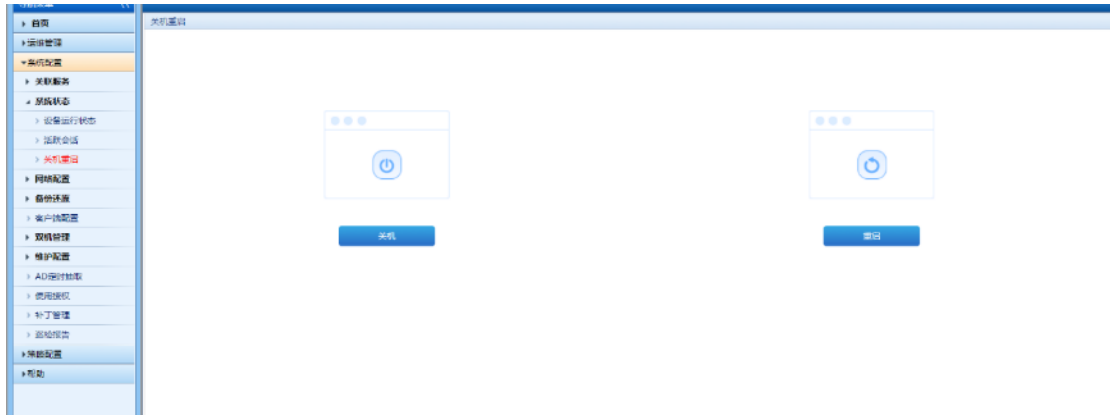 首页
关机重启
运维管理
系统配置
关联服务
系统状态
设备运行状态
活跃会话
关机重启
网络配置
备份还原
客户端配置
双机管理
关机
重启
维护配置
AD定时抽取
使用授权
补丁管理
巡检报告
策略配置
帮助